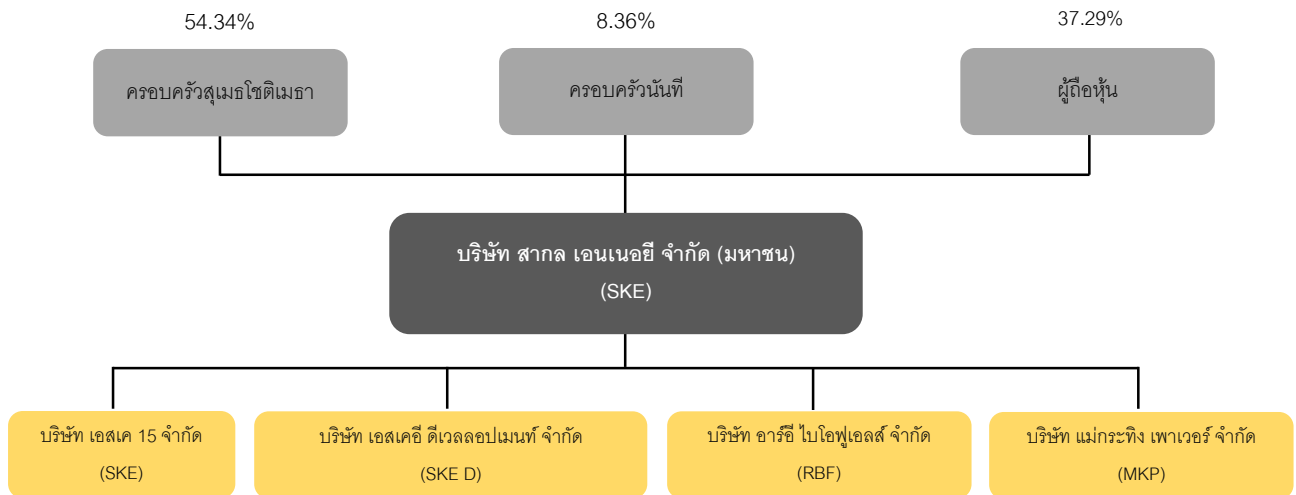 54.34%
8.36%
37.29%
ครอบครัวสุเมธโชติเมธา
ครอบครัวนันที
ผู้ถือหุ้น
บริษัท สากล เอนเนอยี จำกัด (มหาชน)
(SKE)
บริษัท เอสเค 15 จำกัด
(SKE)
บริษัท เอสเคอี ดีเวลลอปเมนท์ จำกัด
(SKE D)
บริษัท อาร์อี ไบโอฟูเอลส์ จำกัด
(RBF)
บริษัท แม่กระทิง เพาเวอร์ จำกัด
(MKP)